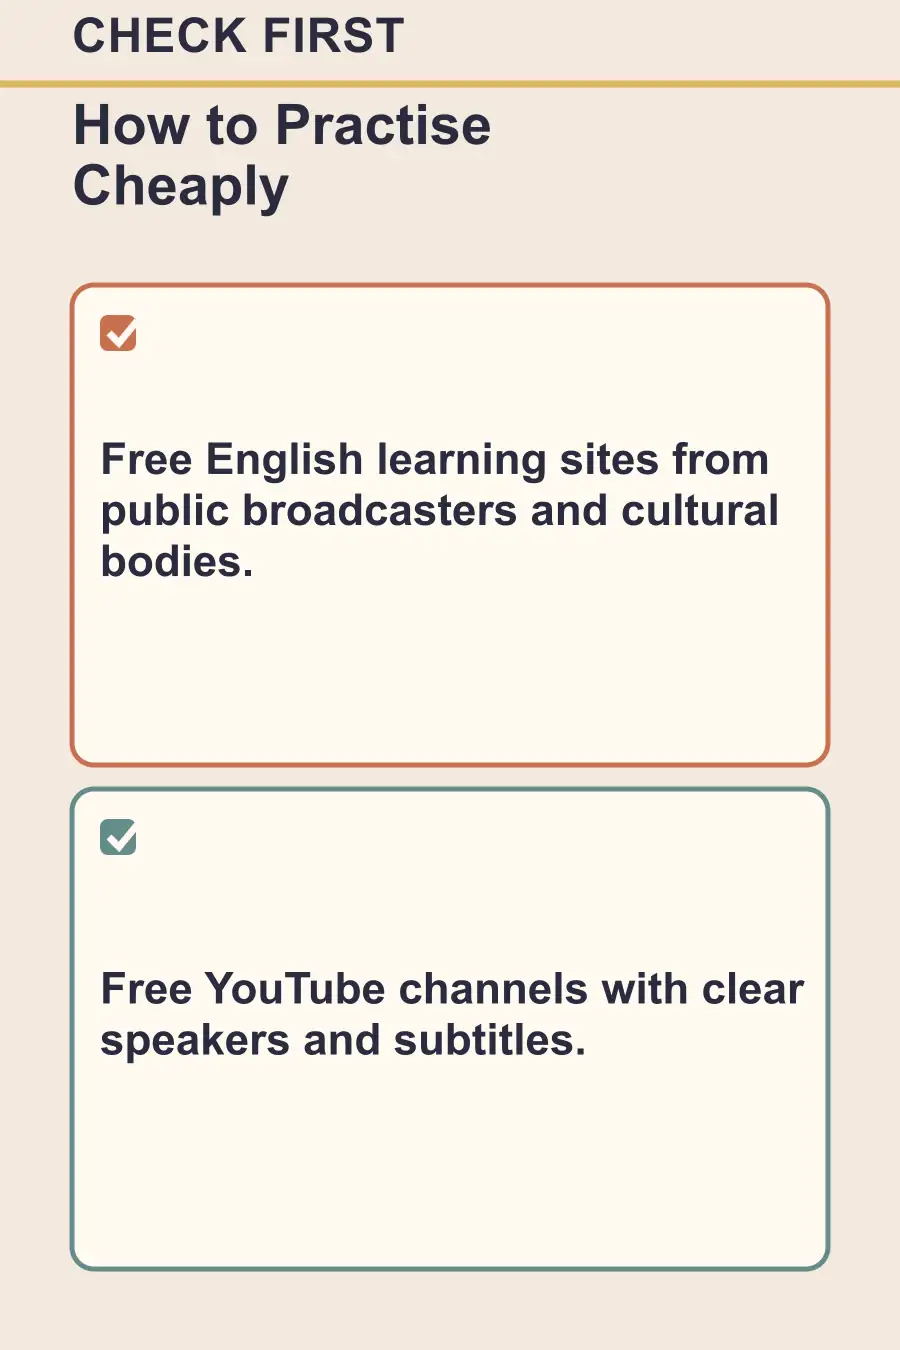 CHECK FIRST
How to Practise
Cheaply
Free English learning sites from
public broadcasters and cultural
bodies.
Free YouTube channels with clear
speakers and subtitles.